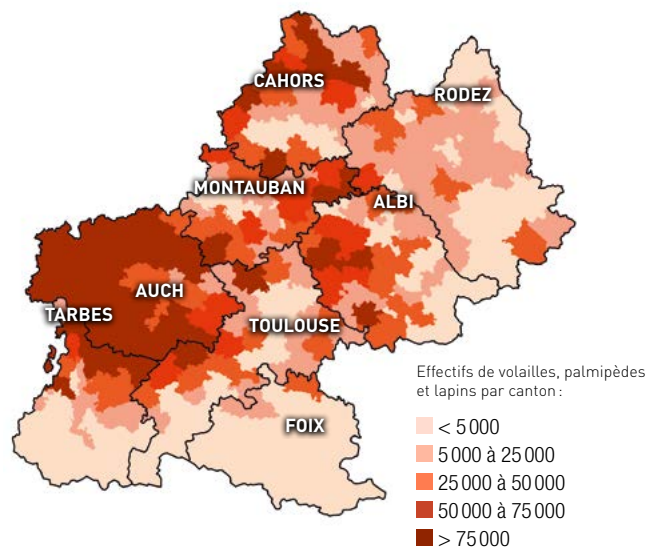 CAHORS
RODEZ
MONTAUBAN
ALBI
AUCH
TARBES
TOULOUSE
FOIX
Effectifs de volailles, palmipèdes
et lapins par canton :
< 5 000
5 000 à 25 000
25 000 à 50 000
50 000 à 75 000
> 75 000